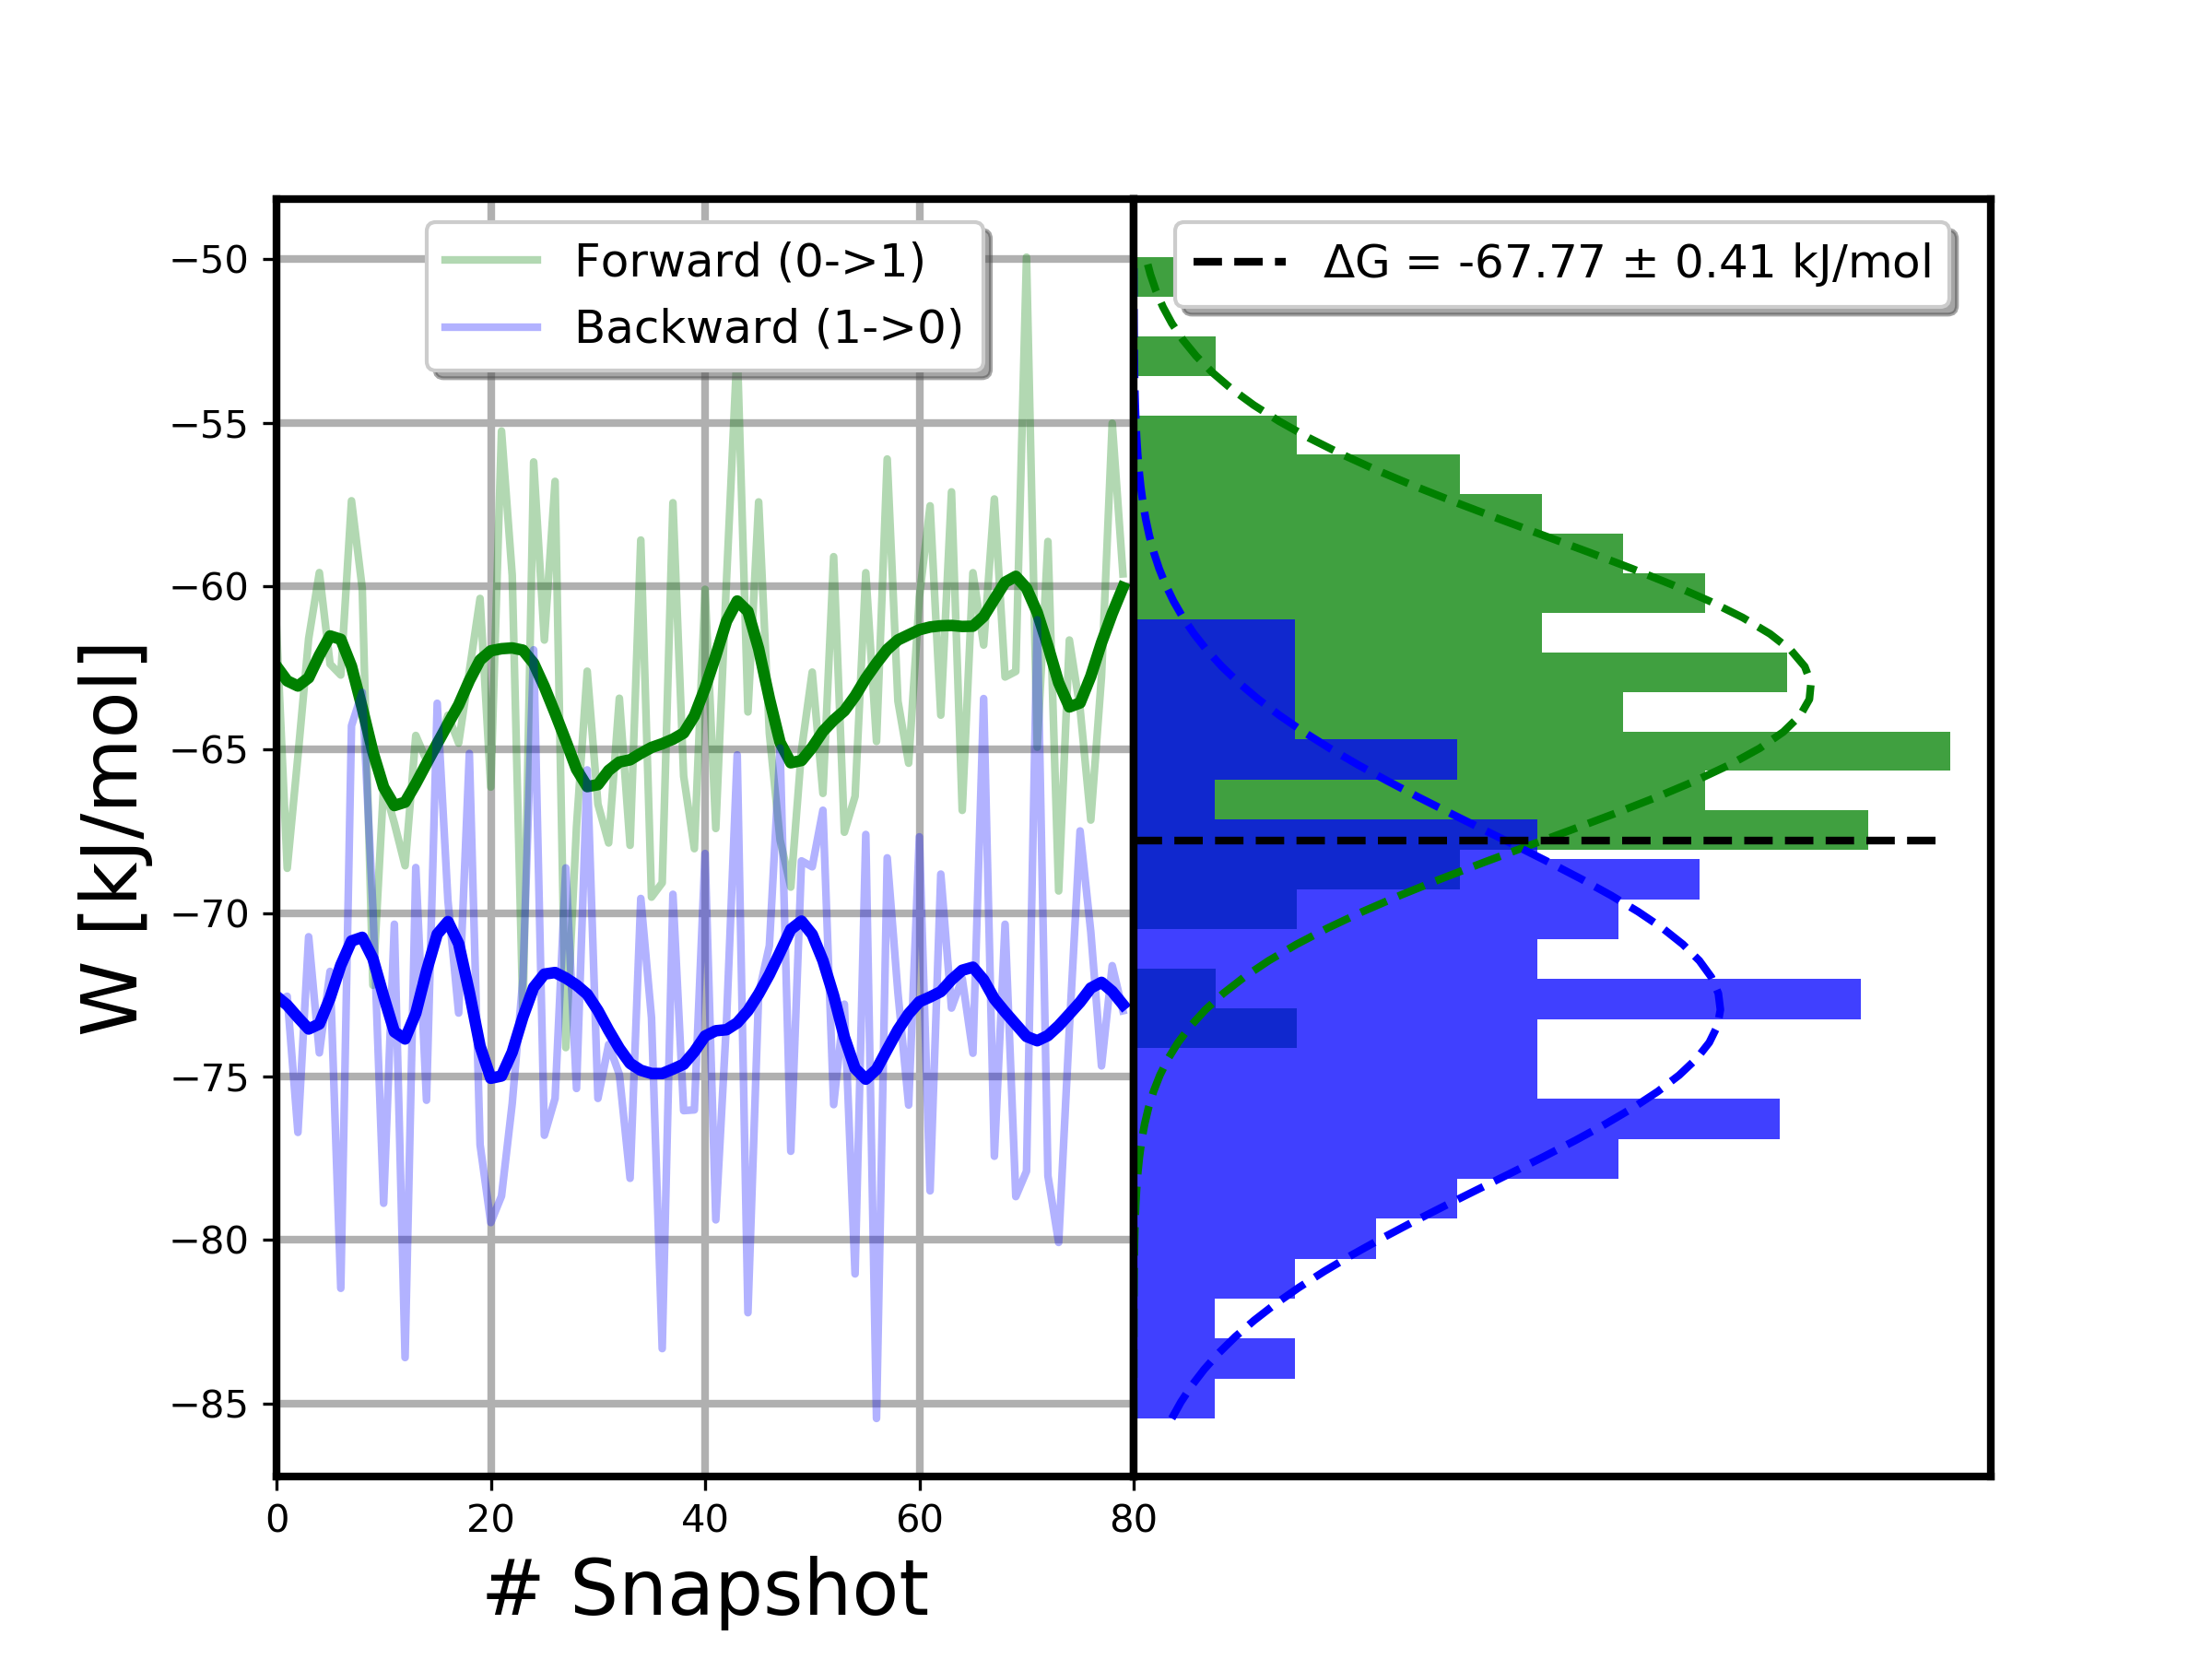 Forward (0->1)
Backward (1->0)
ΔG = -67.77 ± 0.41 kJ/mol
−50
−55
−60
−65
−70
−75
−80
−85
W [kJ/mol]
0 20 40 60 80
# Snapshot